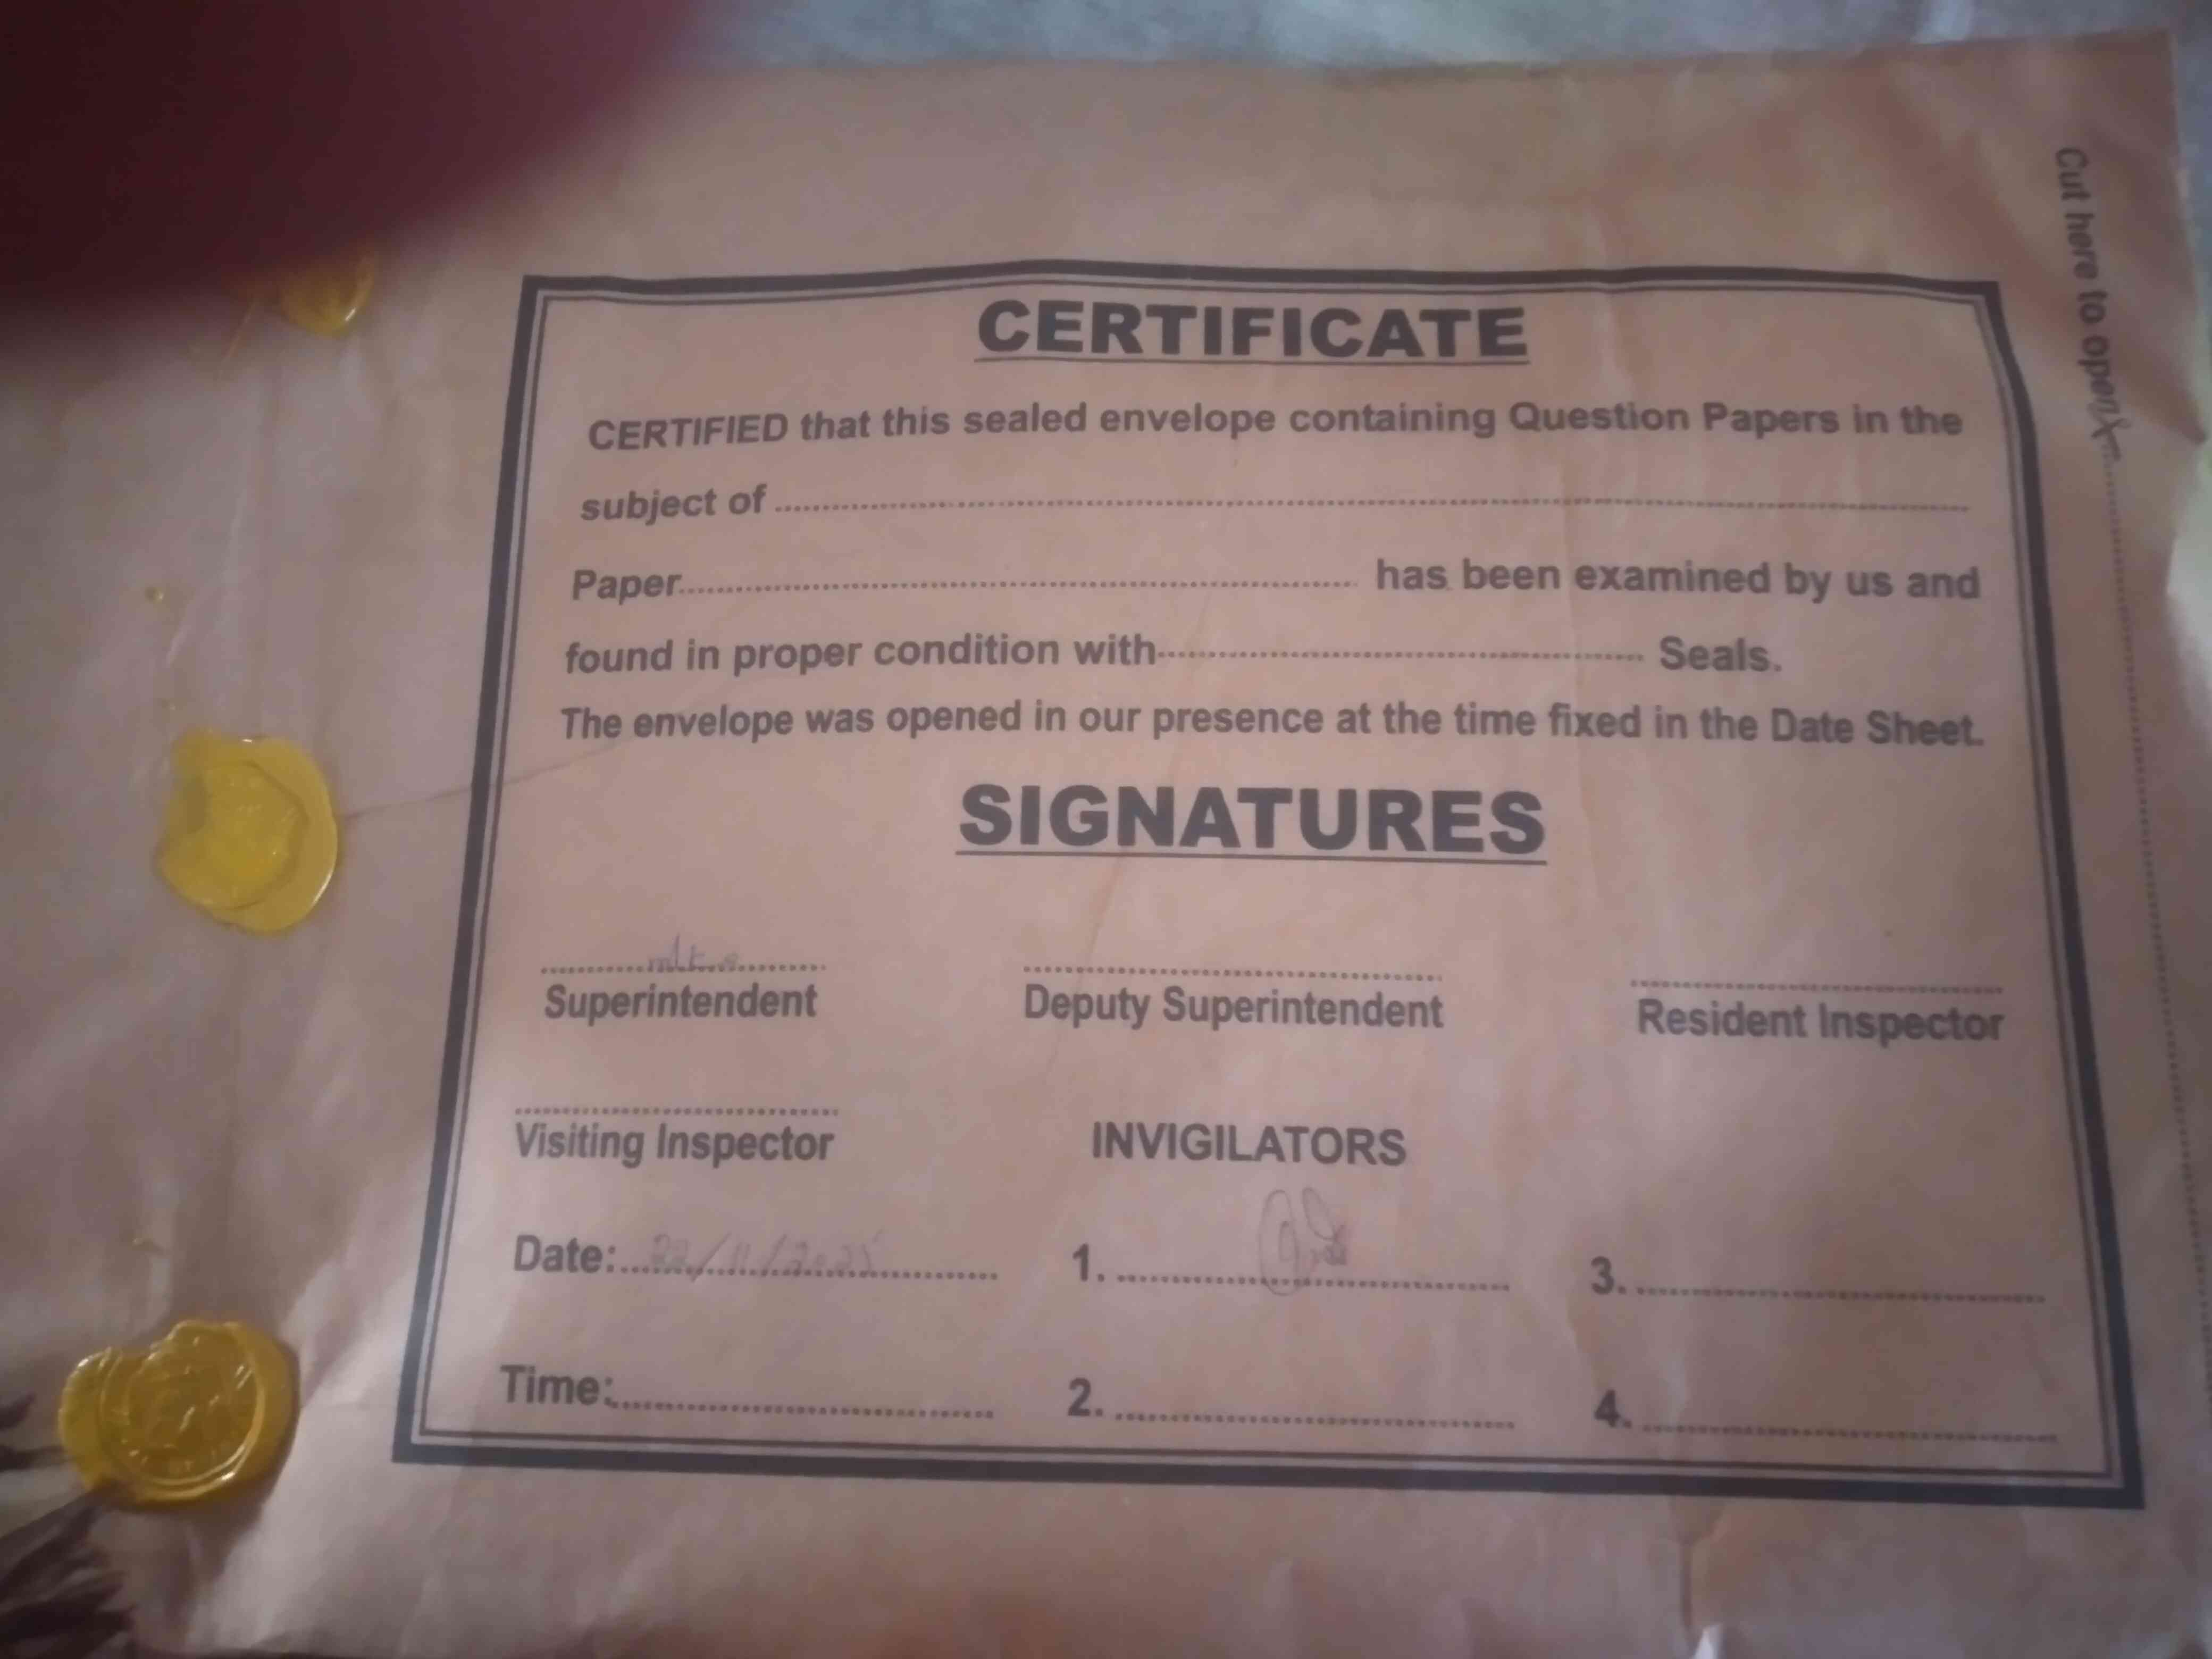 CERTIFICATE
CERTIFIED that this sealed envelope containing Question Papers in the
subject of ................................................................
Paper........................................ has been examined by us and
found in proper condition with.............................. Seals.
The envelope was opened in our presence at the time fixed in the Date Sheet.
SIGNATURES
Superintendent Deputy Superintendent Resident Inspector
Visiting Inspector INVIGILATORS
Date: 22/11/2025 1. .................... 3. ....................
Time:.................... 2. .................... 4. ....................
Cut here to open